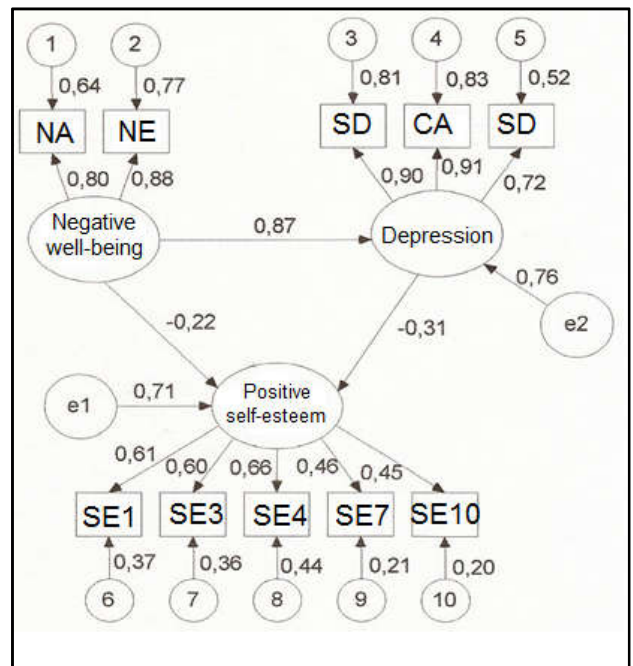 1 2 3 4 5
0,64 0,77 0,81 0,83 0,52
NA NE SD CA SD
0,80 0,88 0,90 0,91 0,72
Negative
well-being
0,87
Depression
0,76
e2
-0,22 -0,31
e1
0,71
Positive
self-esteem
0,61 0,60 0,66 0,46 0,45
SE1 SE3 SE4 SE7 SE10
0,37 0,36 0,44 0,21 0,20
6 7 8 9 10